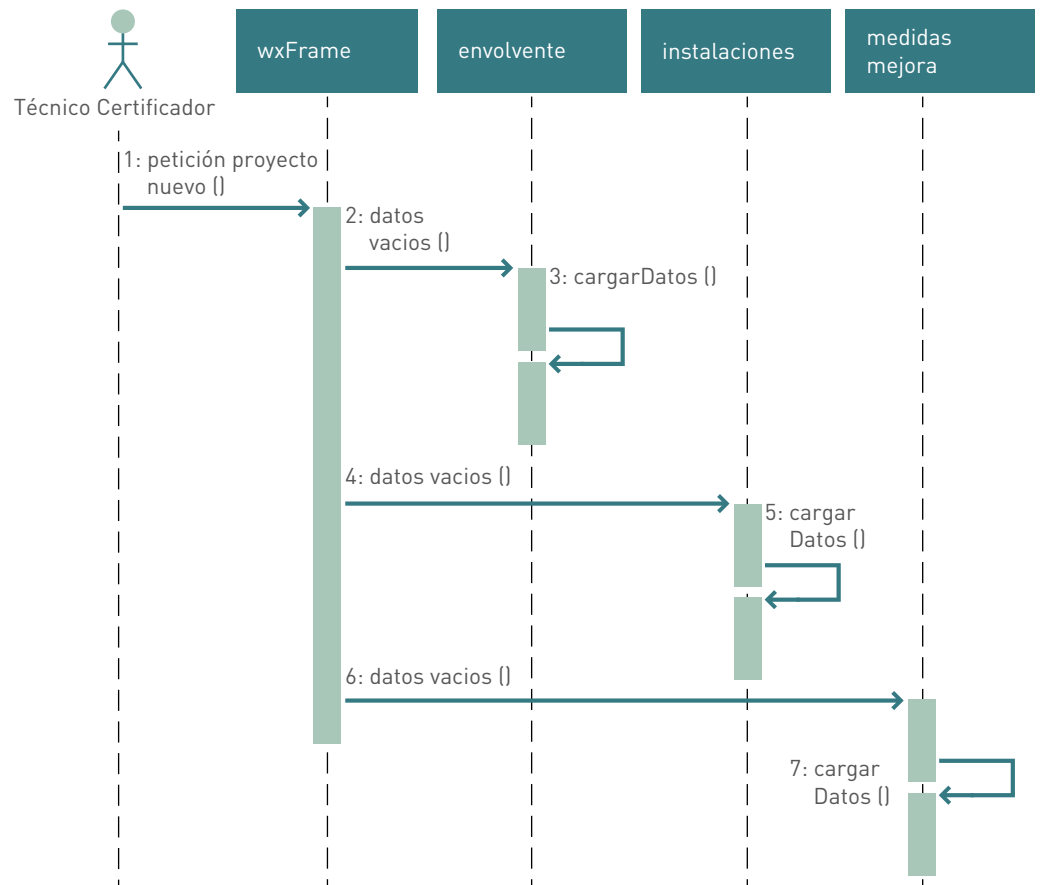 wxFrame
envolvente
instalaciones
medidas
mejora
Técnico Certificador
1: petición proyecto
nuevo ()
2: datos
vacios ()
3: cargarDatos ()
4: datos vacios ()
5: cargar
Datos ()
6: datos vacios ()
7: cargar
Datos ()